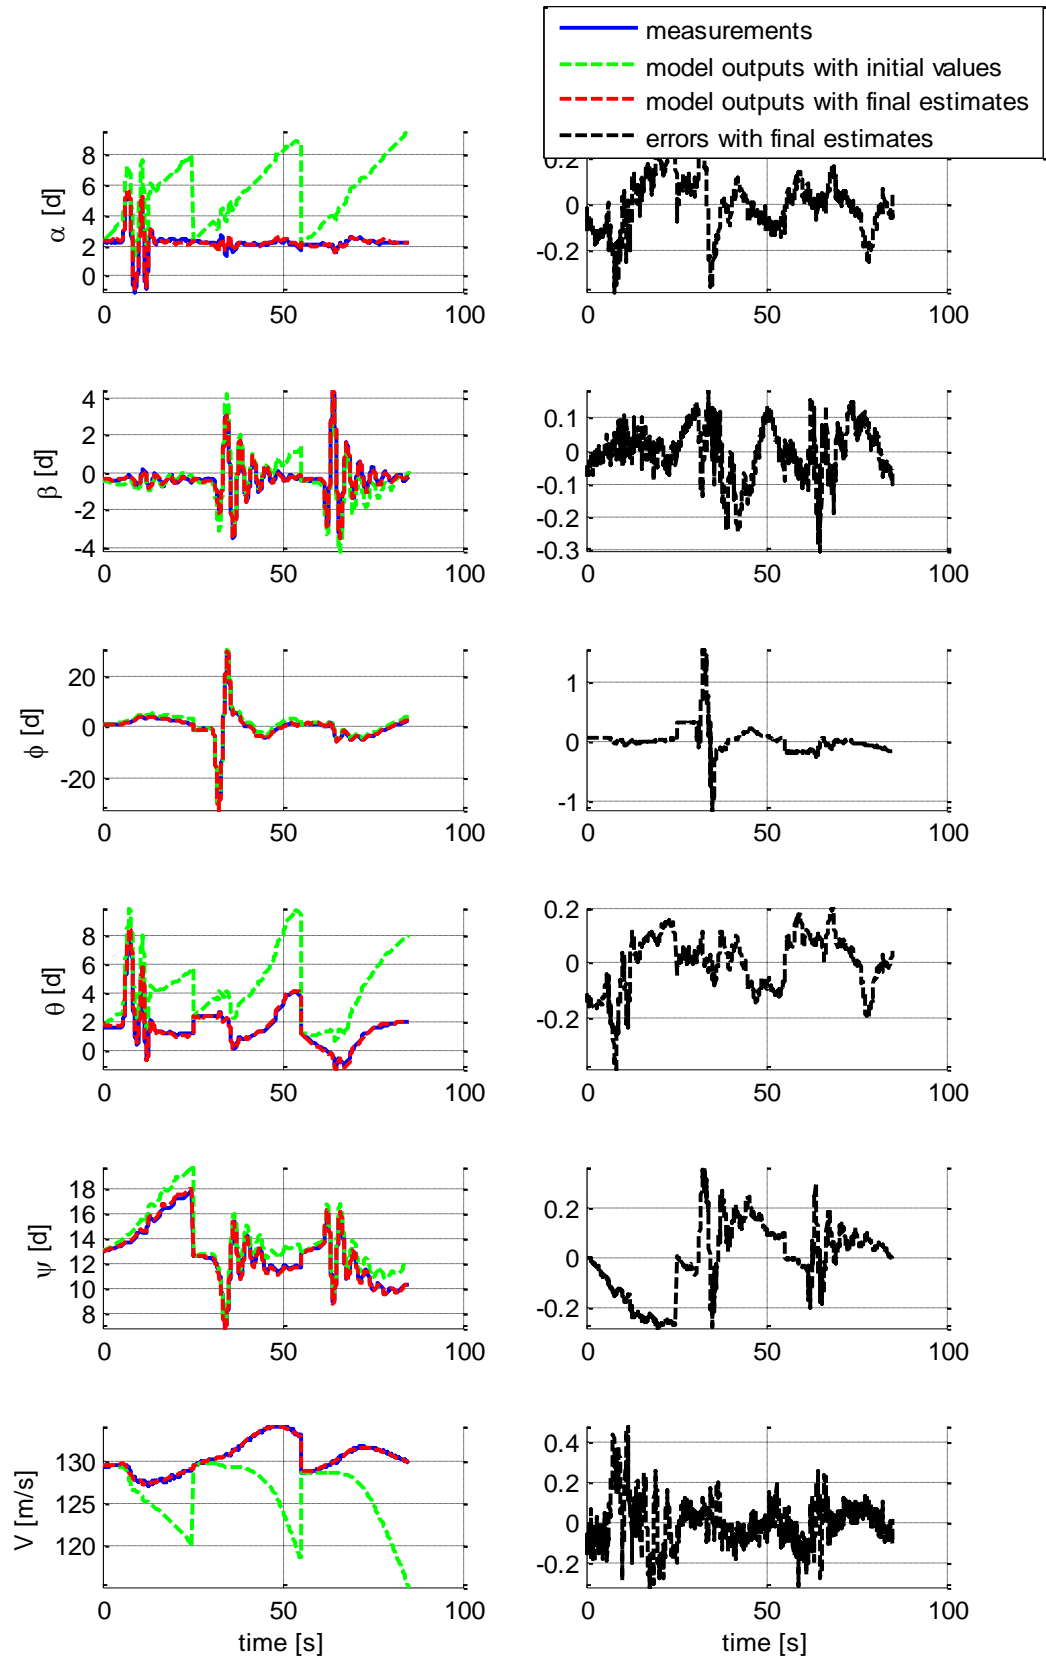 measurements
model outputs with initial values
model outputs with final estimates
errors with final estimates
α [d]
8
6
4
2
0
0 50 100
0.2
0
-0.2
0 50 100
β [d]
4
2
0
-2
-4
0 50 100
0.1
0
-0.1
-0.2
-0.3
0 50 100
ϕ [d]
20
0
-20
0 50 100
1
0
-1
0 50 100
θ [d]
8
6
4
2
0
0 50 100
0.2
0
-0.2
0 50 100
ψ [d]
18
16
14
12
10
8
0 50 100
0.2
0
-0.2
0 50 100
V [m/s]
130
125
120
0 50 100
time [s]
0.4
0.2
0
-0.2
0 50 100
time [s]